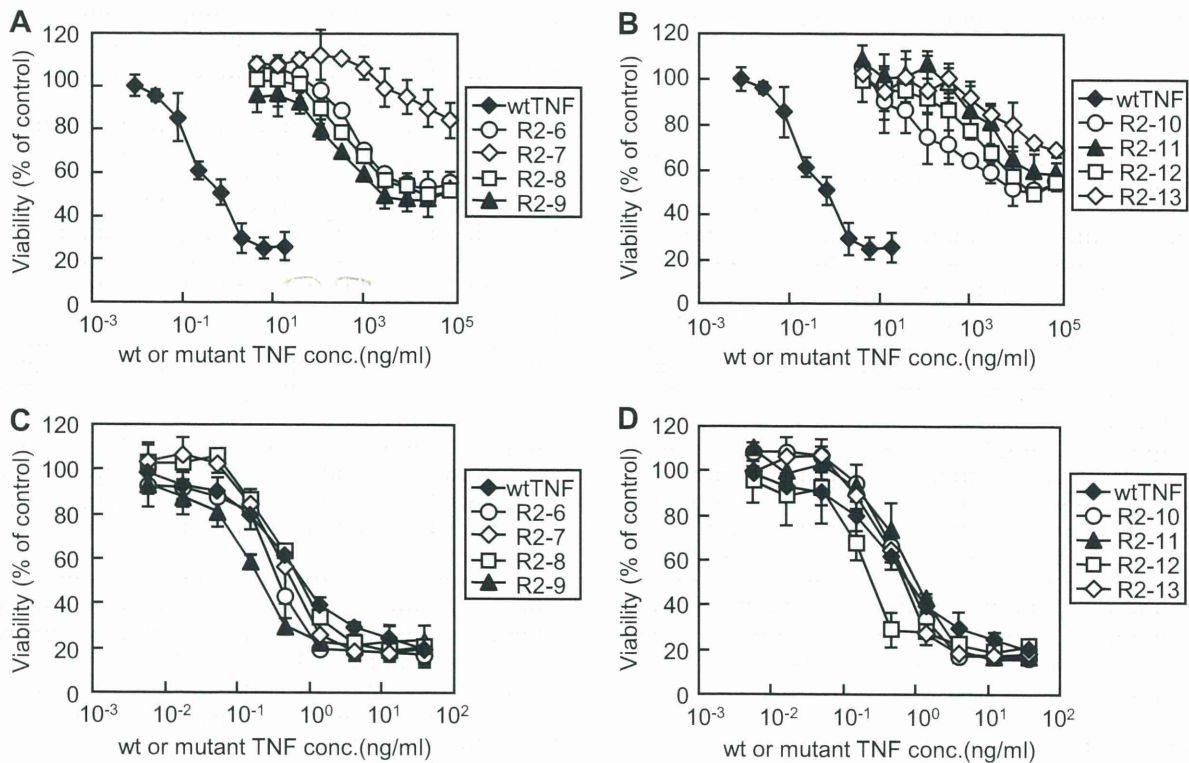 A
Viability (% of control)
120
100
80
60
40
20
0
10-3
10-1
101
103
105
wt or mutant TNF conc.(ng/ml)
wtTNF
R2-6
R2-7
R2-8
R2-9
B
Viability (% of control)
120
100
80
60
40
20
0
10-3
10-1
101
103
105
wt or mutant TNF conc.(ng/ml)
wtTNF
R2-10
R2-11
R2-12
R2-13
C
Viability (% of control)
120
100
80
60
40
20
0
10-3
10-2
10-1
100
101
102
wt or mutant TNF conc.(ng/ml)
wtTNF
R2-6
R2-7
R2-8
R2-9
D
Viability (% of control)
120
100
80
60
40
20
0
10-3
10-2
10-1
100
101
102
wt or mutant TNF conc.(ng/ml)
wtTNF
R2-10
R2-11
R2-12
R2-13